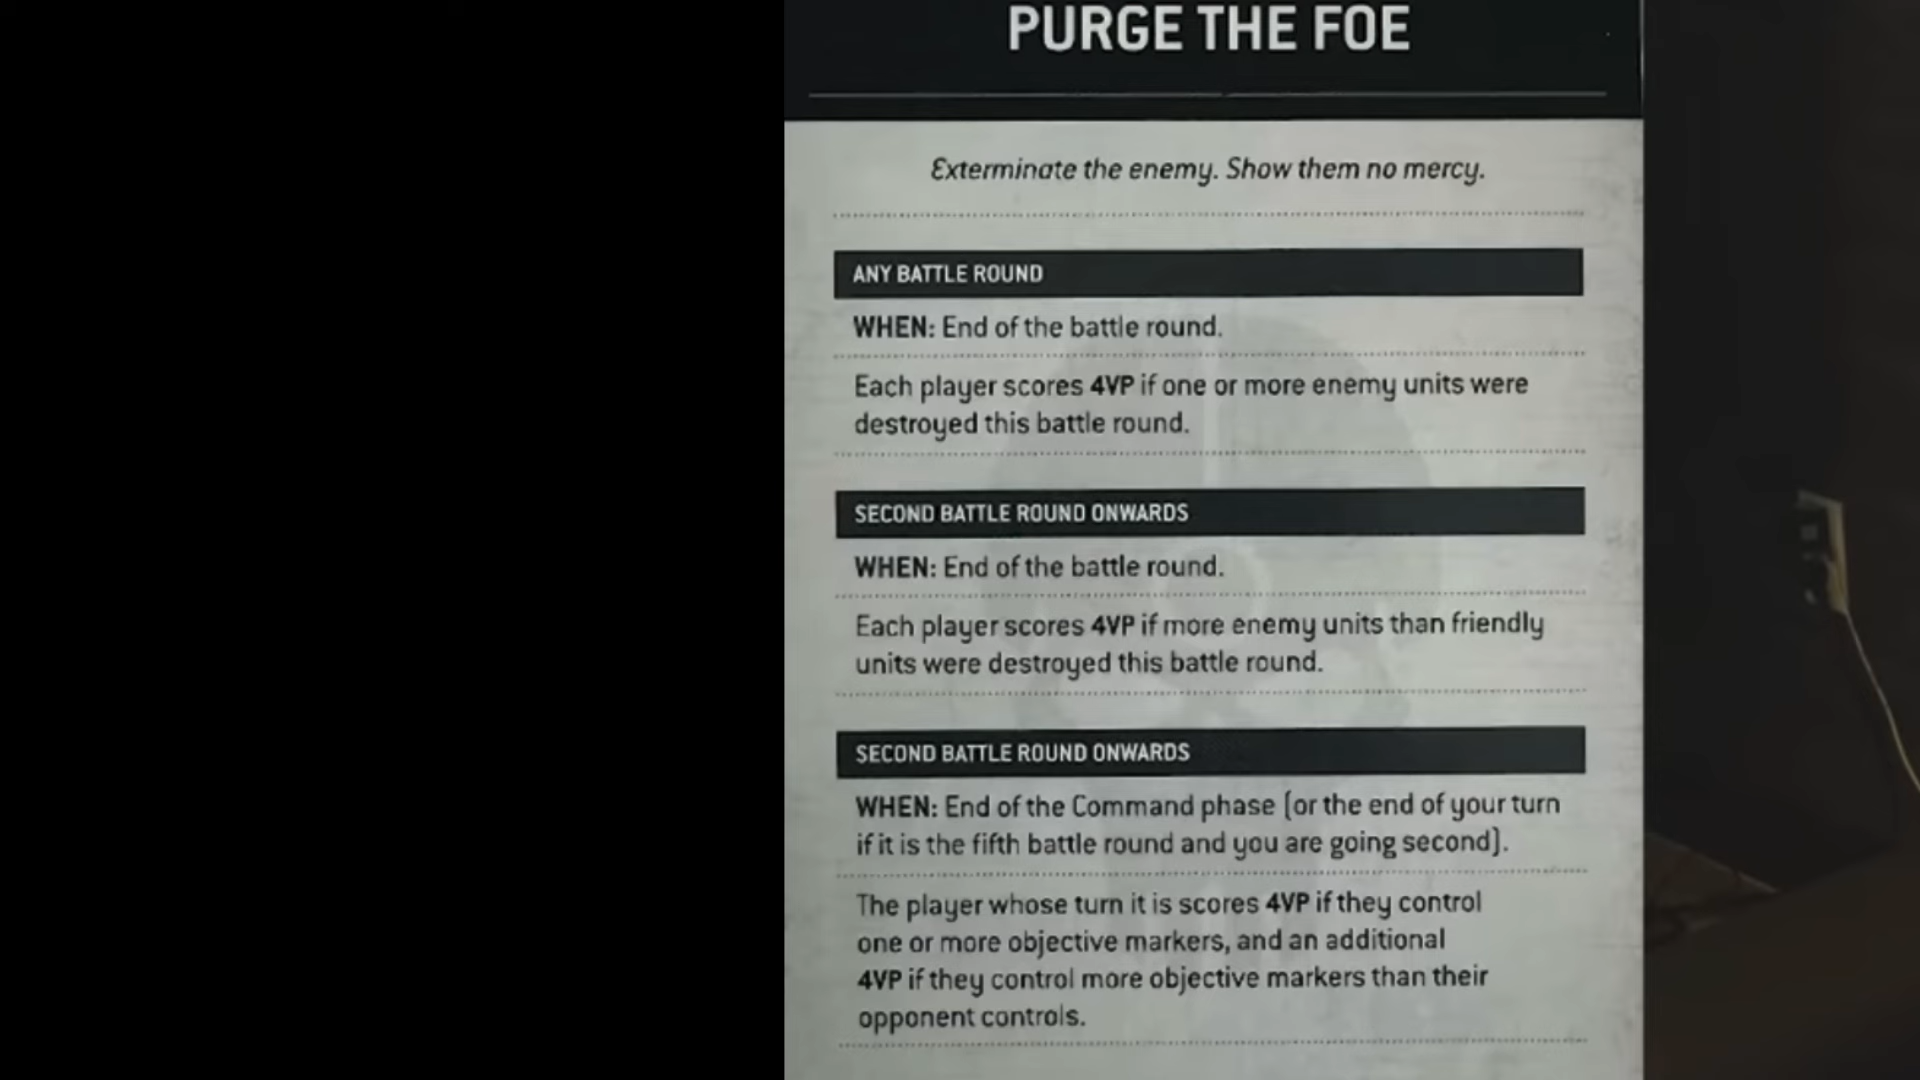 PURGE THE FOE
Exterminate the enemy. Show them no mercy.
ANY BATTLE ROUND
WHEN: End of the battle round.
Each player scores 4VP if one or more enemy units were
destroyed this battle round.
SECOND BATTLE ROUND ONWARDS
WHEN: End of the battle round.
Each player scores 4VP if more enemy units than friendly
units were destroyed this battle round.
SECOND BATTLE ROUND ONWARDS
WHEN: End of the Command phase (or the end of your turn
if it is the fifth battle round and you are going second).
The player whose turn it is scores 4VP if they control
one or more objective markers, and an additional
4VP if they control more objective markers than their
opponent controls.